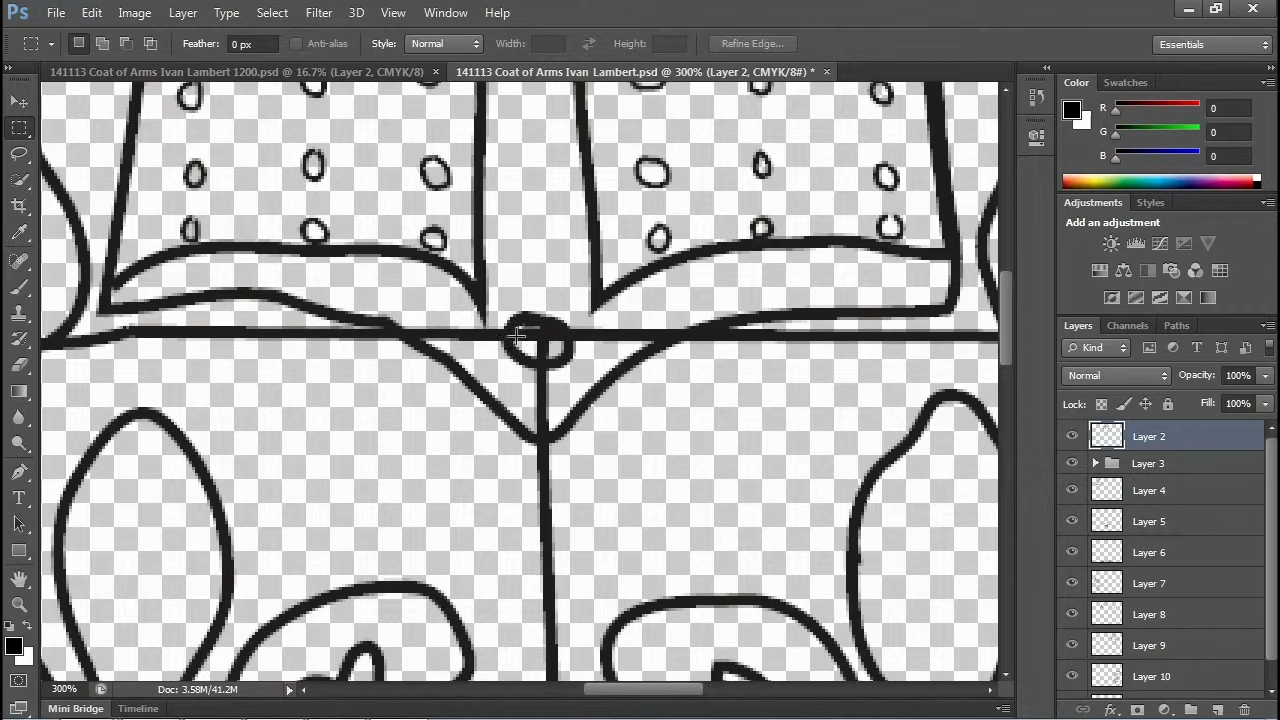 Ps File Edit Image Layer Type Select Filter 3D View Window Help
Feather: 0 px Anti-alias Style: Normal Width: Height: Refine Edge... Essentials
141113 Coat of Arms Ivan Lambert 1200.psd @ 16.7% (Layer 2, CMYK/8) × 141113 Coat of Arms Ivan Lambert.psd @ 300% (Layer 2, CMYK/8#) * ×
Color Swatches
R 0
G 0
B 0
Adjustments Styles
Add an adjustment
Layers Channels Paths
Kind
Normal Opacity: 100%
Lock: Fill: 100%
Layer 2
Layer 3
Layer 4
Layer 5
Layer 6
Layer 7
Layer 8
Layer 9
Layer 10
300% Doc: 3.58M/41.2M
Mini Bridge Timeline